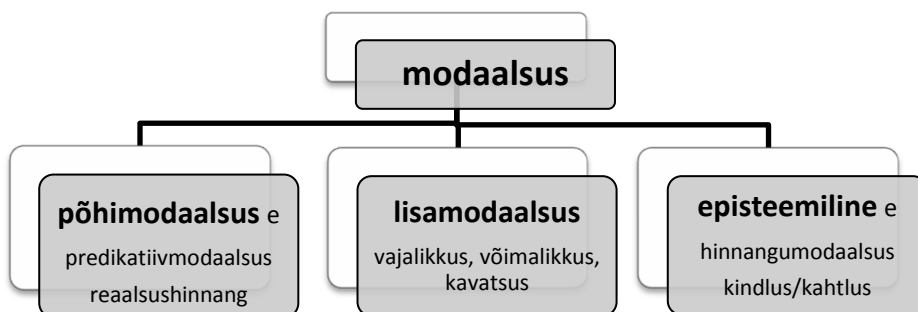 modaalsus
põhimodaalsus e
predikatiivmodaalsus
reaalsushinnang
lisamodaalsus
vajalikkus, võimalikkus,
kavatsus
episteemiline e
hinnangumodaalsus
kindlus/kahtlus